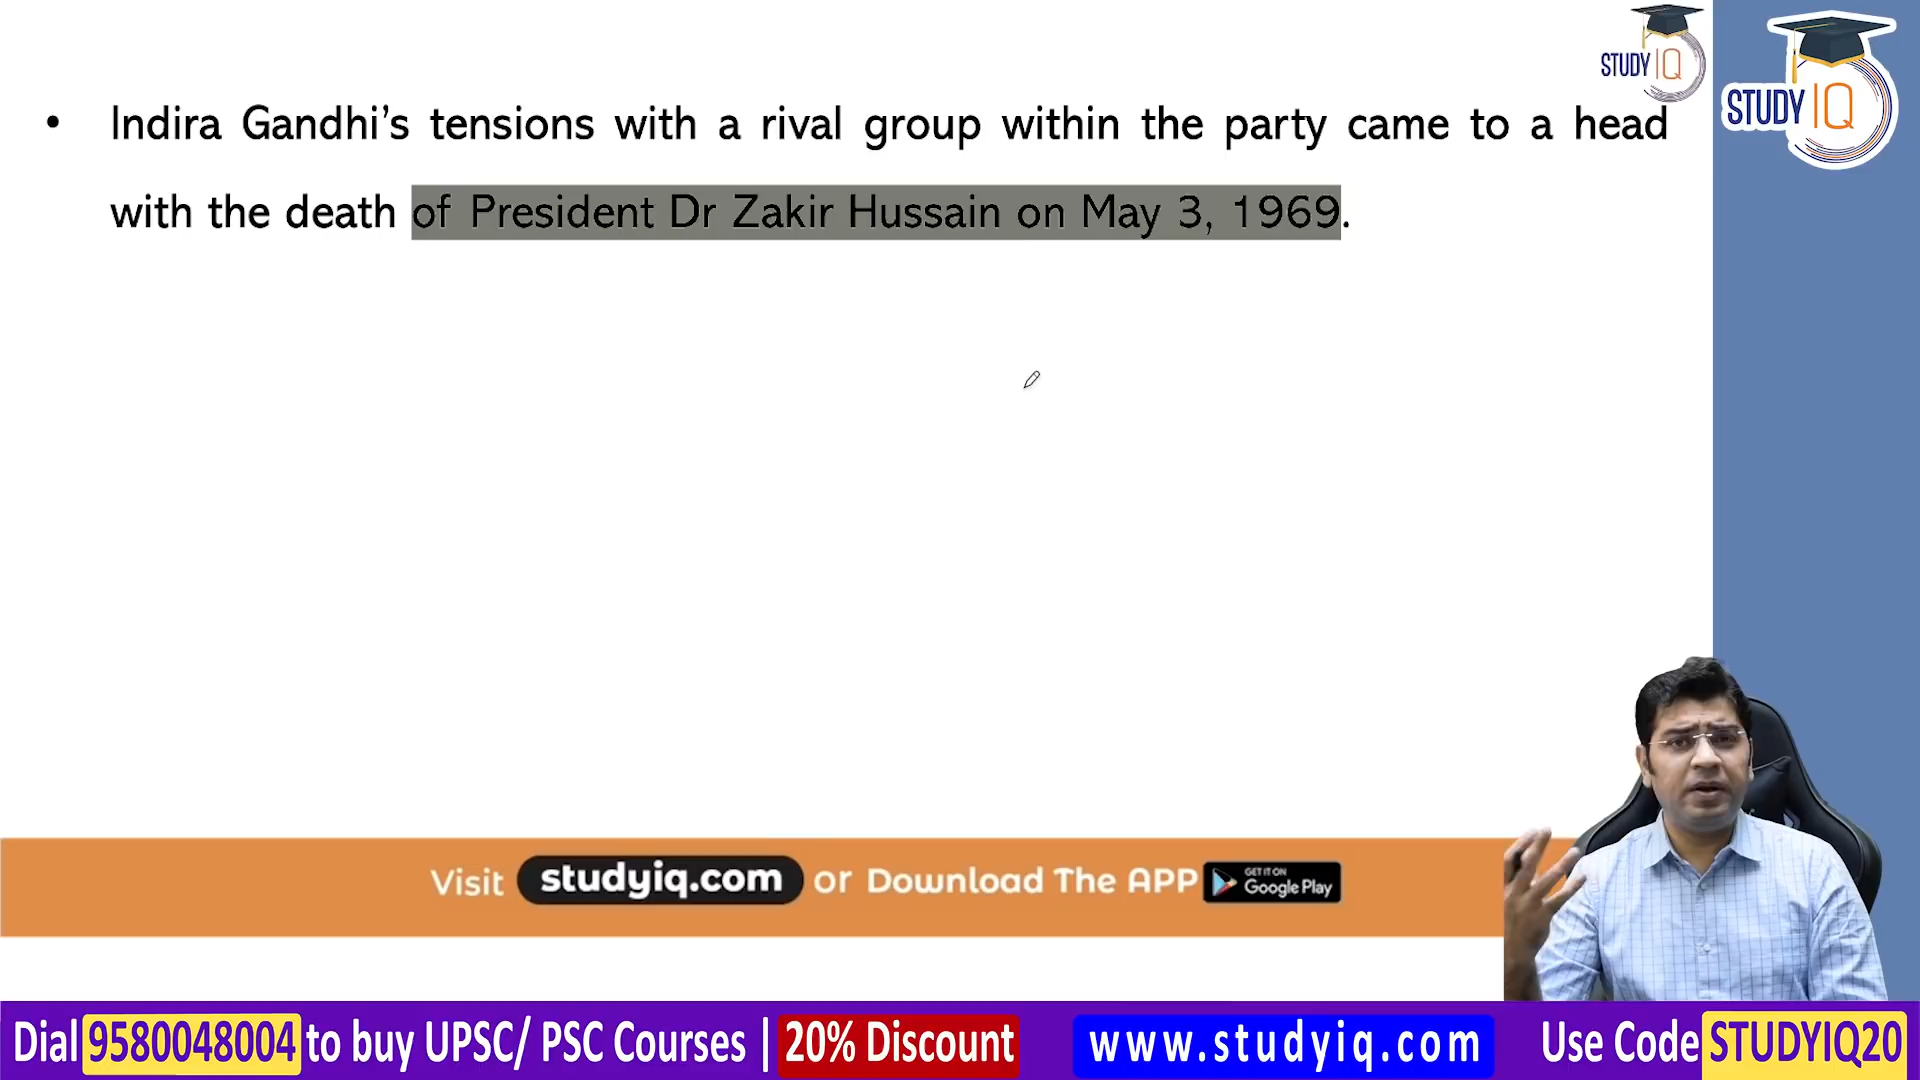 STUDY IQ
STUDY IQ
• Indira Gandhi’s tensions with a rival group within the party came to a head
with the death of President Dr Zakir Hussain on May 3, 1969.
Visit studyiq.com or Download The APP GET IT ON Google Play
Dial 9580048004 to buy UPSC/ PSC Courses | 20% Discount www.studyiq.com Use Code STUDYIQ20